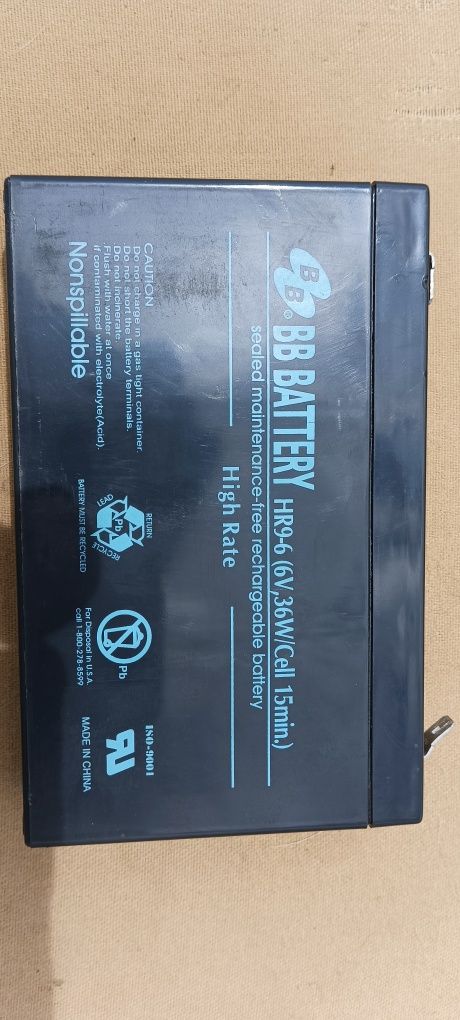 BB® BB BATTERY HR9-6 (6V,36W/Cell 15min.)
sealed maintenance-free rechargeable battery
High Rate
CAUTION
Do not charge in a gas tight container.
Do not short the battery terminals.
Do not incinerate.
Flush with water at once
if contaminated with electrolyte(Acid).
Nonspillable
RETURN
RECYCLE
LEAD
Pb
BATTERY MUST BE RECYCLED
Pb
For Disposal in U.S.A.
call 1-800-278-8599
ISO-9001
MADE IN CHINA